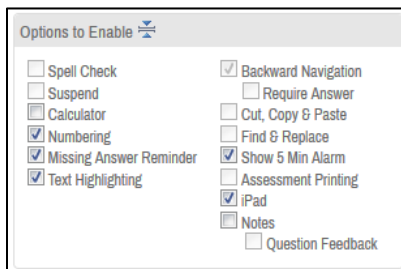 Options to Enable
Spell Check
Suspend
Calculator
Numbering
Missing Answer Reminder
Text Highlighting
Backward Navigation
Require Answer
Cut, Copy & Paste
Find & Replace
Show 5 Min Alarm
Assessment Printing
iPad
Notes
Question Feedback